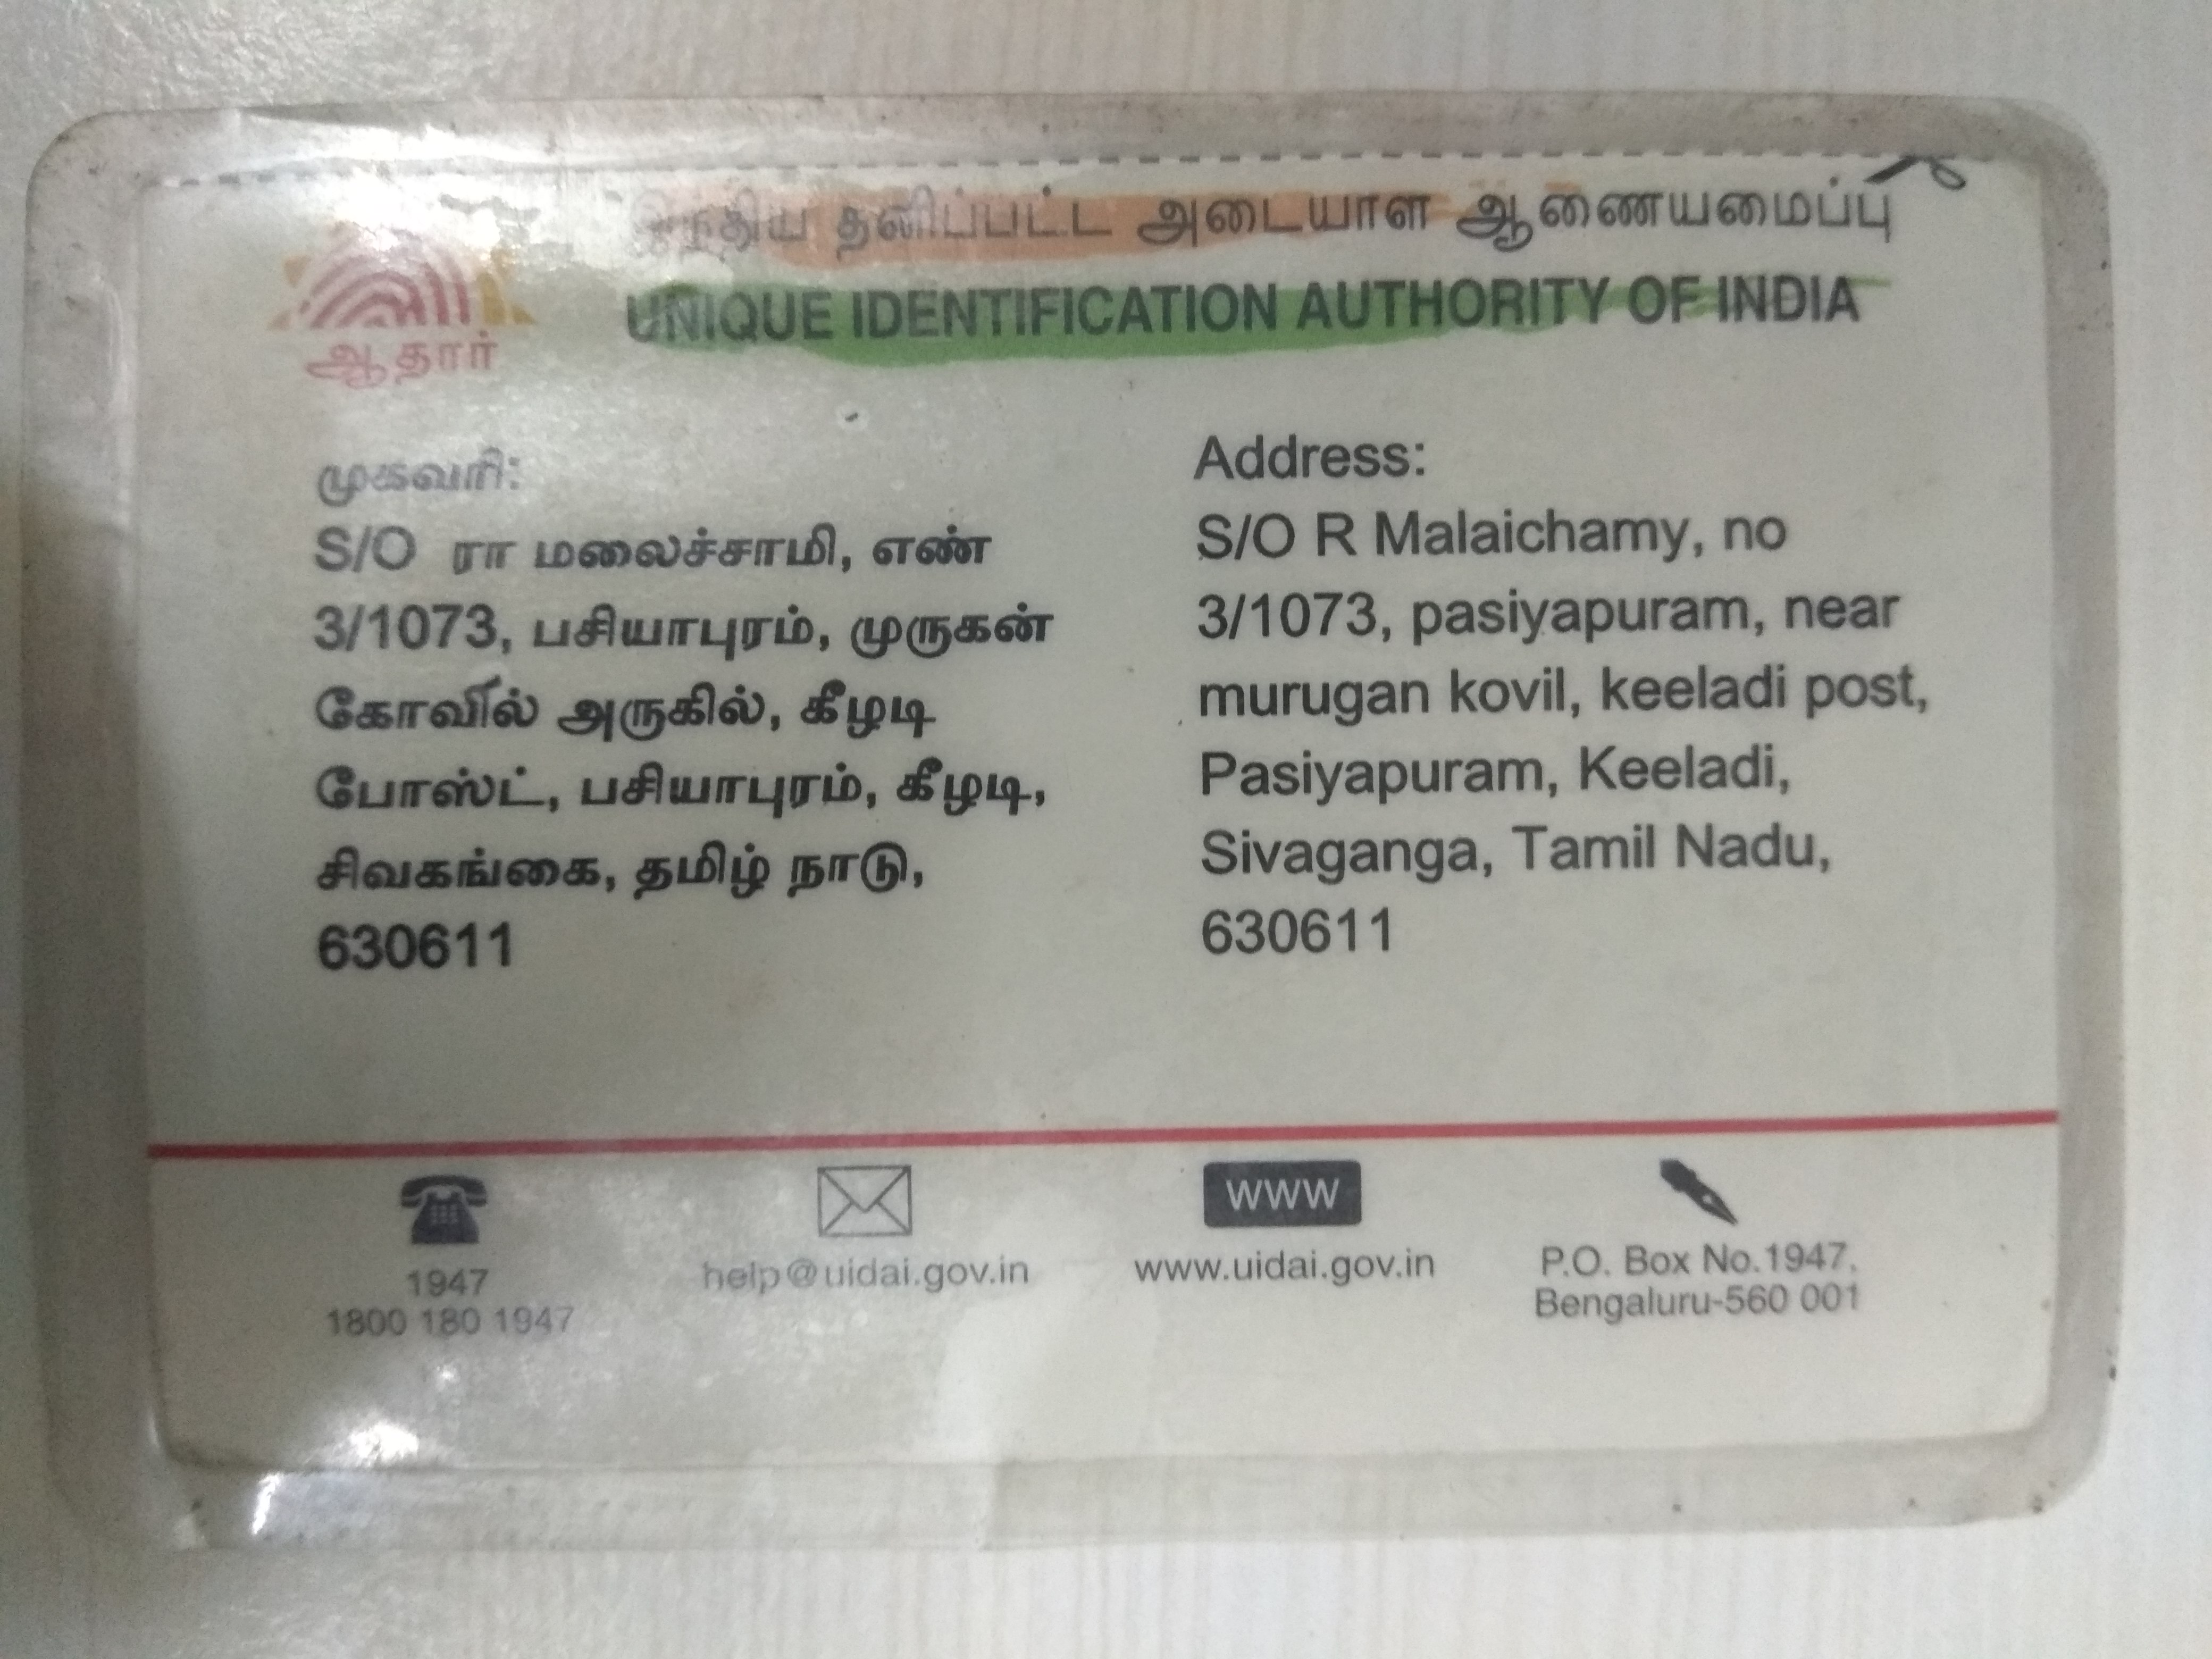 இந்திய தனிப்பட்ட அடையாள ஆணையமைப்பு
UNIQUE IDENTIFICATION AUTHORITY OF INDIA
ஆதார்
முகவரி:
S/O ரா மலைச்சாமி, எண்
3/1073, பசியாபுரம், முருகன்
கோவில் அருகில், கீழடி
போஸ்ட், பசியாபுரம், கீழடி,
சிவகங்கை, தமிழ் நாடு,
630611
Address:
S/O R Malaichamy, no
3/1073, pasiyapuram, near
murugan kovil, keeladi post,
Pasiyapuram, Keeladi,
Sivaganga, Tamil Nadu,
630611
1947
1800 180 1947
help@uidai.gov.in
www
www.uidai.gov.in
P.O. Box No.1947,
Bengaluru-560 001